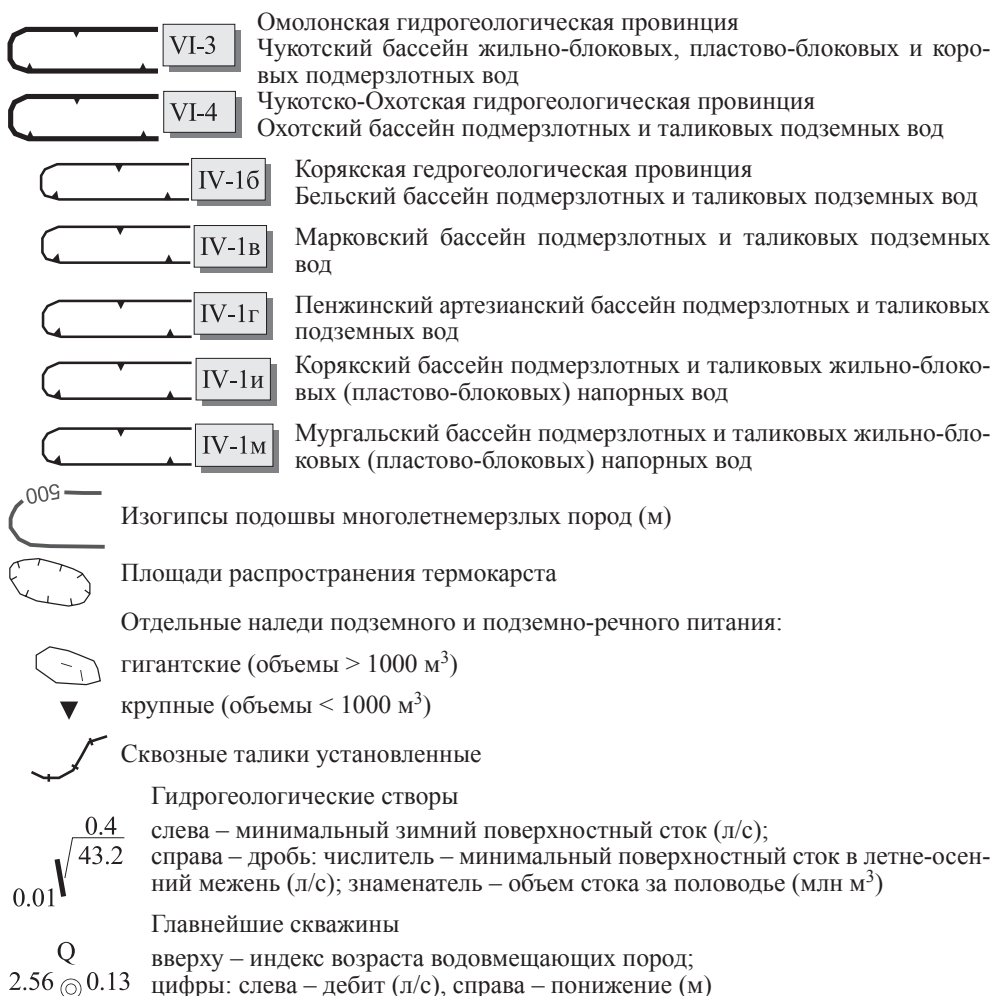 VI-3 Омолонская гидрогеологическая провинция
Чукотский бассейн жильно-блоковых, пластово-блоковых и коро-
вых подмерзлотных вод
VI-4 Чукотско-Охотская гидрогеологическая провинция
Охотский бассейн подмерзлотных и таликовых подземных вод
IV-1б Корякская гедрогеологическая провинция
Бельский бассейн подмерзлотных и таликовых подземных вод
IV-1в Марковский бассейн подмерзлотных и таликовых подземных
вод
IV-1г Пенжинский артезианский бассейн подмерзлотных и таликовых
подземных вод
IV-1и Корякский бассейн подмерзлотных и таликовых жильно-блоко-
вых (пластово-блоковых) напорных вод
IV-1м Мургальский бассейн подмерзлотных и таликовых жильно-бло-
ковых (пластово-блоковых) напорных вод
500
Изогипсы подошвы многолетнемерзлых пород (м)
Площади распространения термокарста
Отдельные наледи подземного и подземно-речного питания:
гигантские (объемы > 1000 м³)
крупные (объемы < 1000 м³)
Сквозные талики установленные
Гидрогеологические створы
0.4 слева – минимальный зимний поверхностный сток (л/с);
43.2 справа – дробь: числитель – минимальный поверхностный сток в летне-осен-
0.01 ний межень (л/с); знаменатель – объем стока за половодье (млн м³)
Главнейшие скважины
Q вверху – индекс возраста водовмещающих пород;
2.56 0.13 цифры: слева – дебит (л/с), справа – понижение (м)